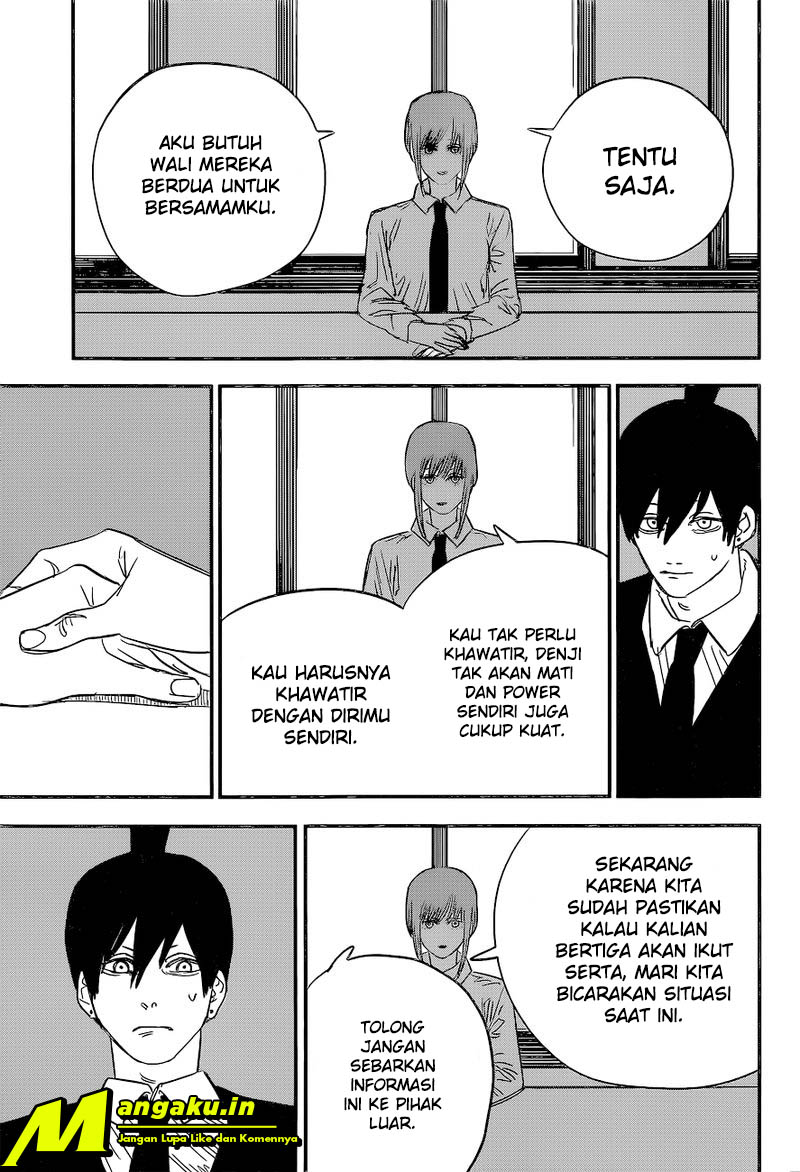 TENTU
SAJA.
AKU BUTUH
WALI MEREKA
BERDUA UNTUK
BERSAMAMKU.
KAU TAK PERLU
KHAWATIR, DENJI
TAK AKAN MATI
DAN POWER
SENDIRI JUGA
CUKUP KUAT.
KAU HARUSNYA
KHAWATIR
DENGAN DIRIMU
SENDIRI.
SEKARANG
KARENA KITA
SUDAH PASTIKAN
KALAU KALIAN
BERTIGA AKAN IKUT
SERTA, MARI KITA
BICARAKAN SITUASI
SAAT INI.
TOLONG
JANGAN
SEBARKAN
INFORMASI
INI KE PIHAK
LUAR.
Mangaku.in
Jangan Lupa Like dan Komennya